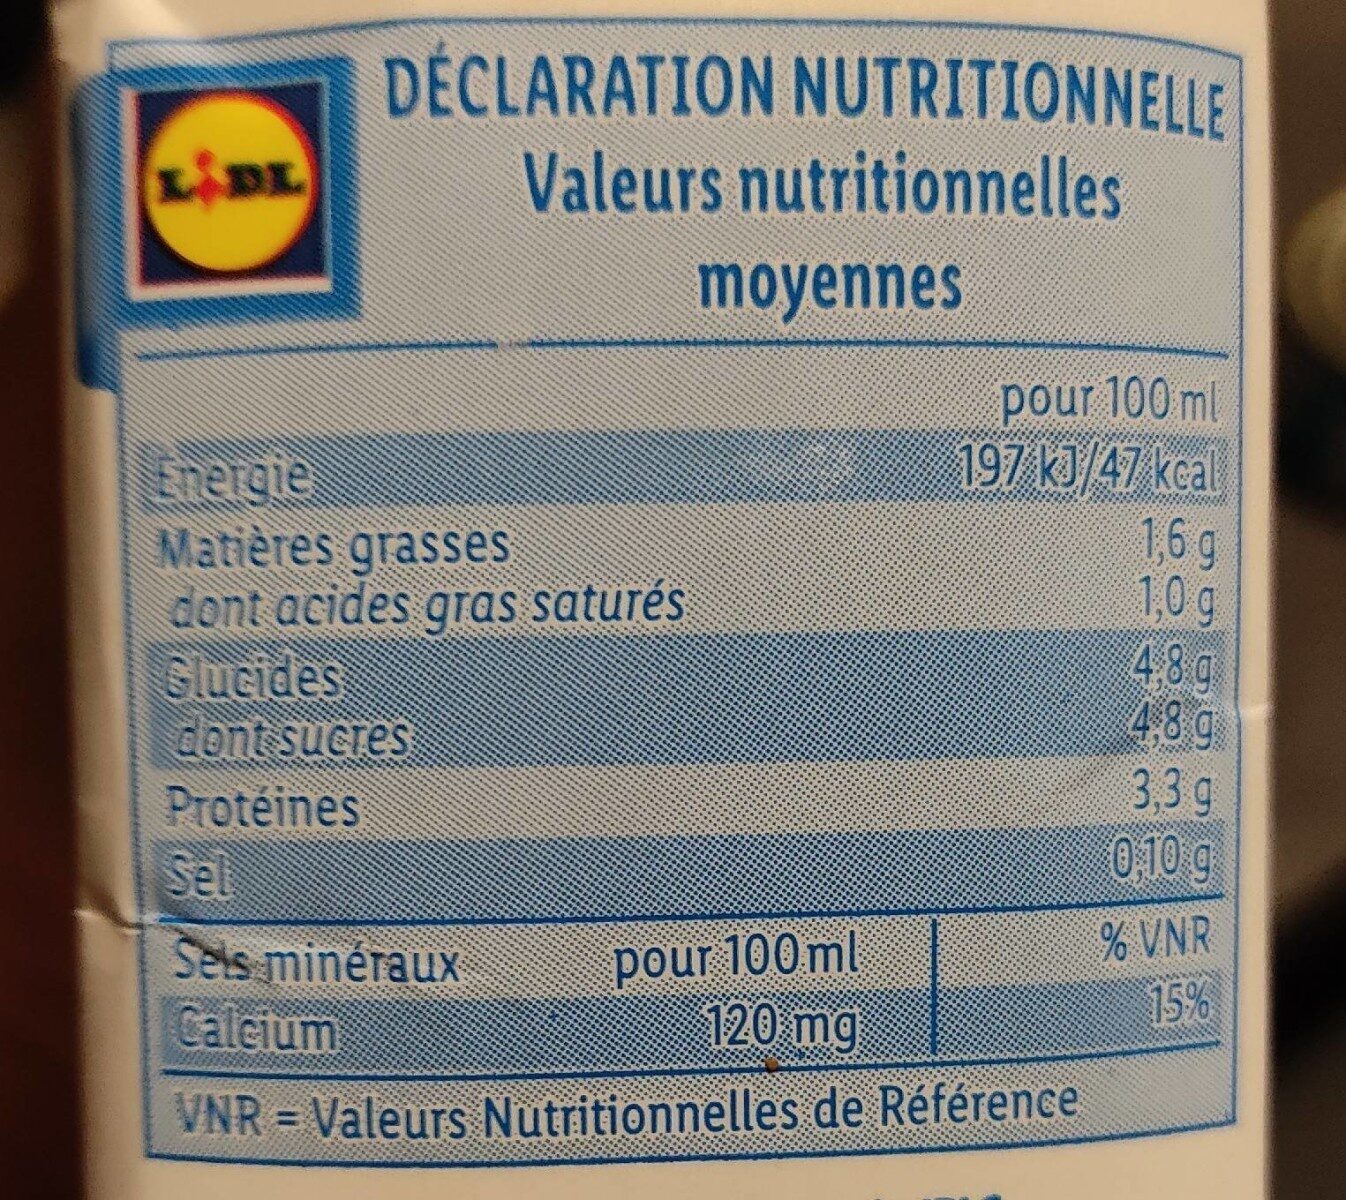 LIDL
DÉCLARATION NUTRITIONNELLE
Valeurs nutritionnelles
moyennes
pour 100 ml
Énergie 197 kJ/47 kcal
Matières grasses 1,6 g
dont acides gras saturés 1,0 g
Glucides 4,8 g
dont sucres 4,8 g
Protéines 3,3 g
Sel 0,10 g
Sels minéraux pour 100 ml % VNR
Calcium 120 mg 15%
VNR = Valeurs Nutritionnelles de Référence